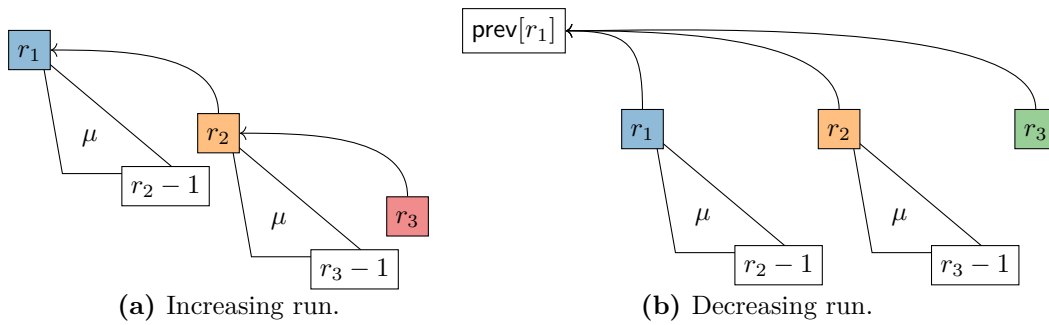 r₁
r₂
μ
r₂ − 1
r₃
μ
r₃ − 1
(a) Increasing run.
prev[r₁]
r₁
r₂
r₃
μ
μ
r₂ − 1
r₃ − 1
(b) Decreasing run.